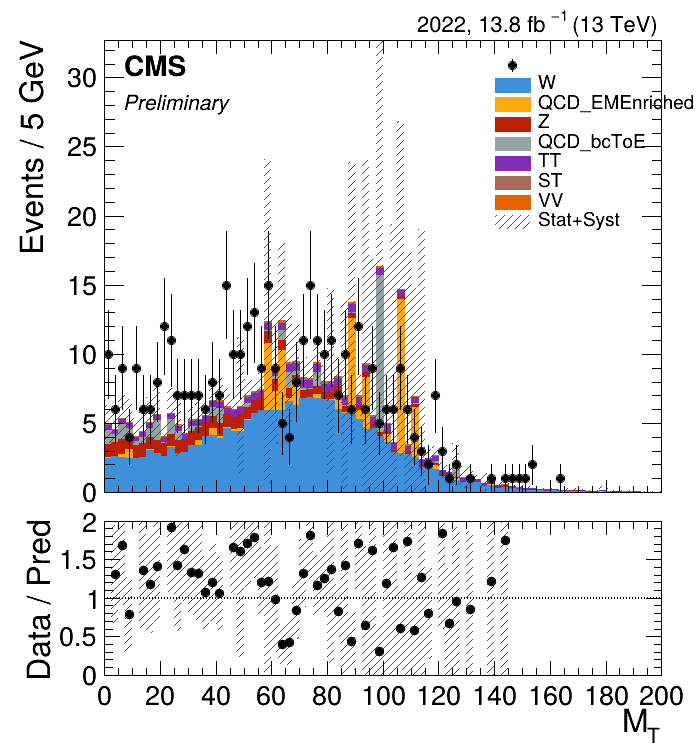 2022, 13.8 fb⁻¹ (13 TeV)
Events / 5 GeV
CMS
Preliminary
W
QCD_EMEnriched
Z
QCD_bcToE
TT
ST
VV
Stat+Syst
30
25
20
15
10
5
0
Data / Pred
2
1.5
1
0.5
0
0 20 40 60 80 100 120 140 160 180 200
M_T